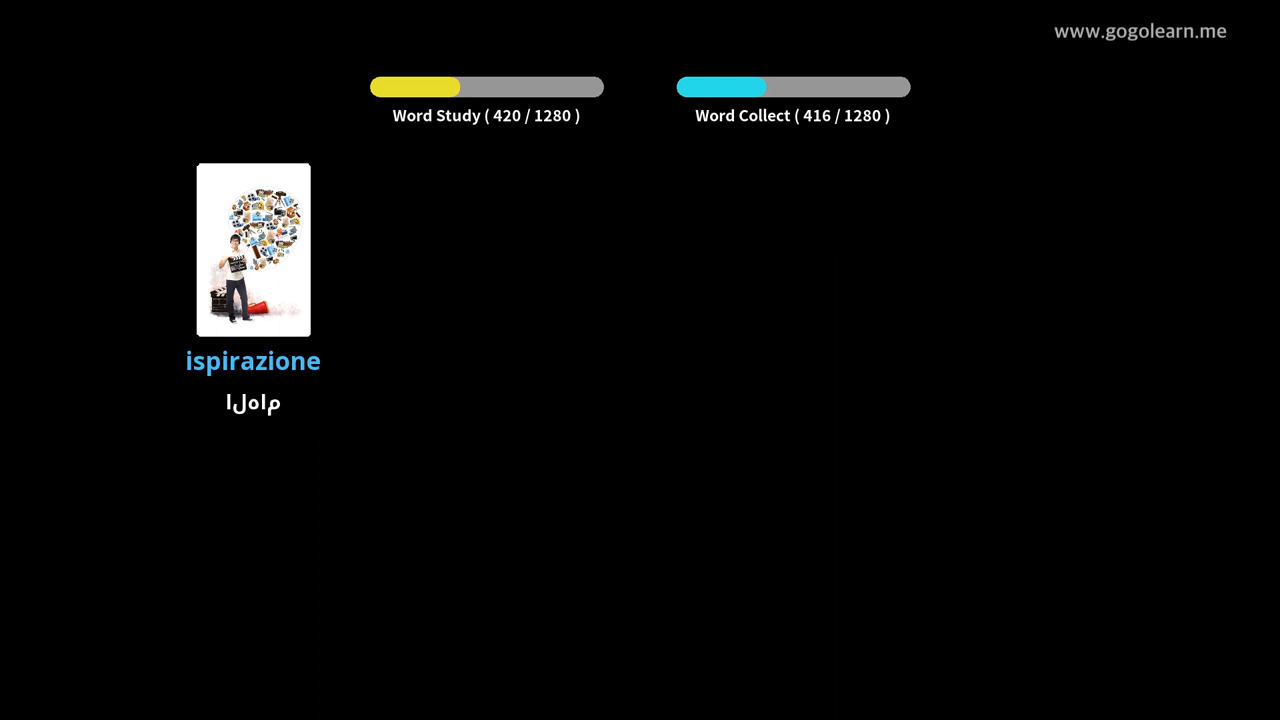 www.gogolearn.me
Word Study ( 420 / 1280 )
Word Collect ( 416 / 1280 )
ispirazione
الهام